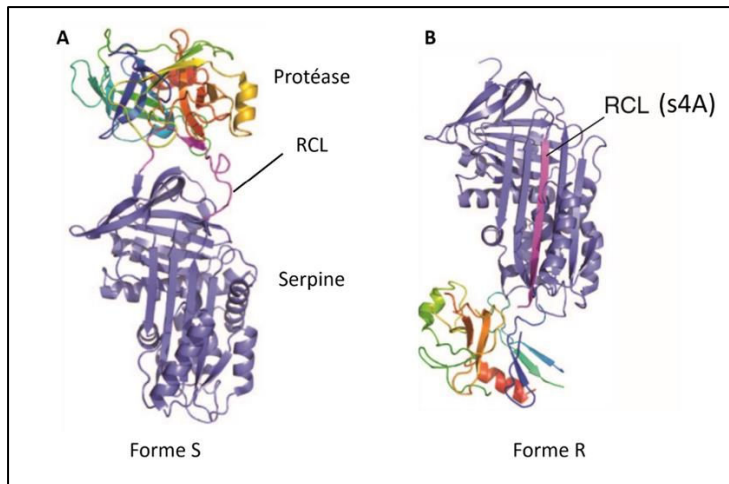 A
Protéase
RCL
Serpine
Forme S
B
RCL (s4A)
Forme R